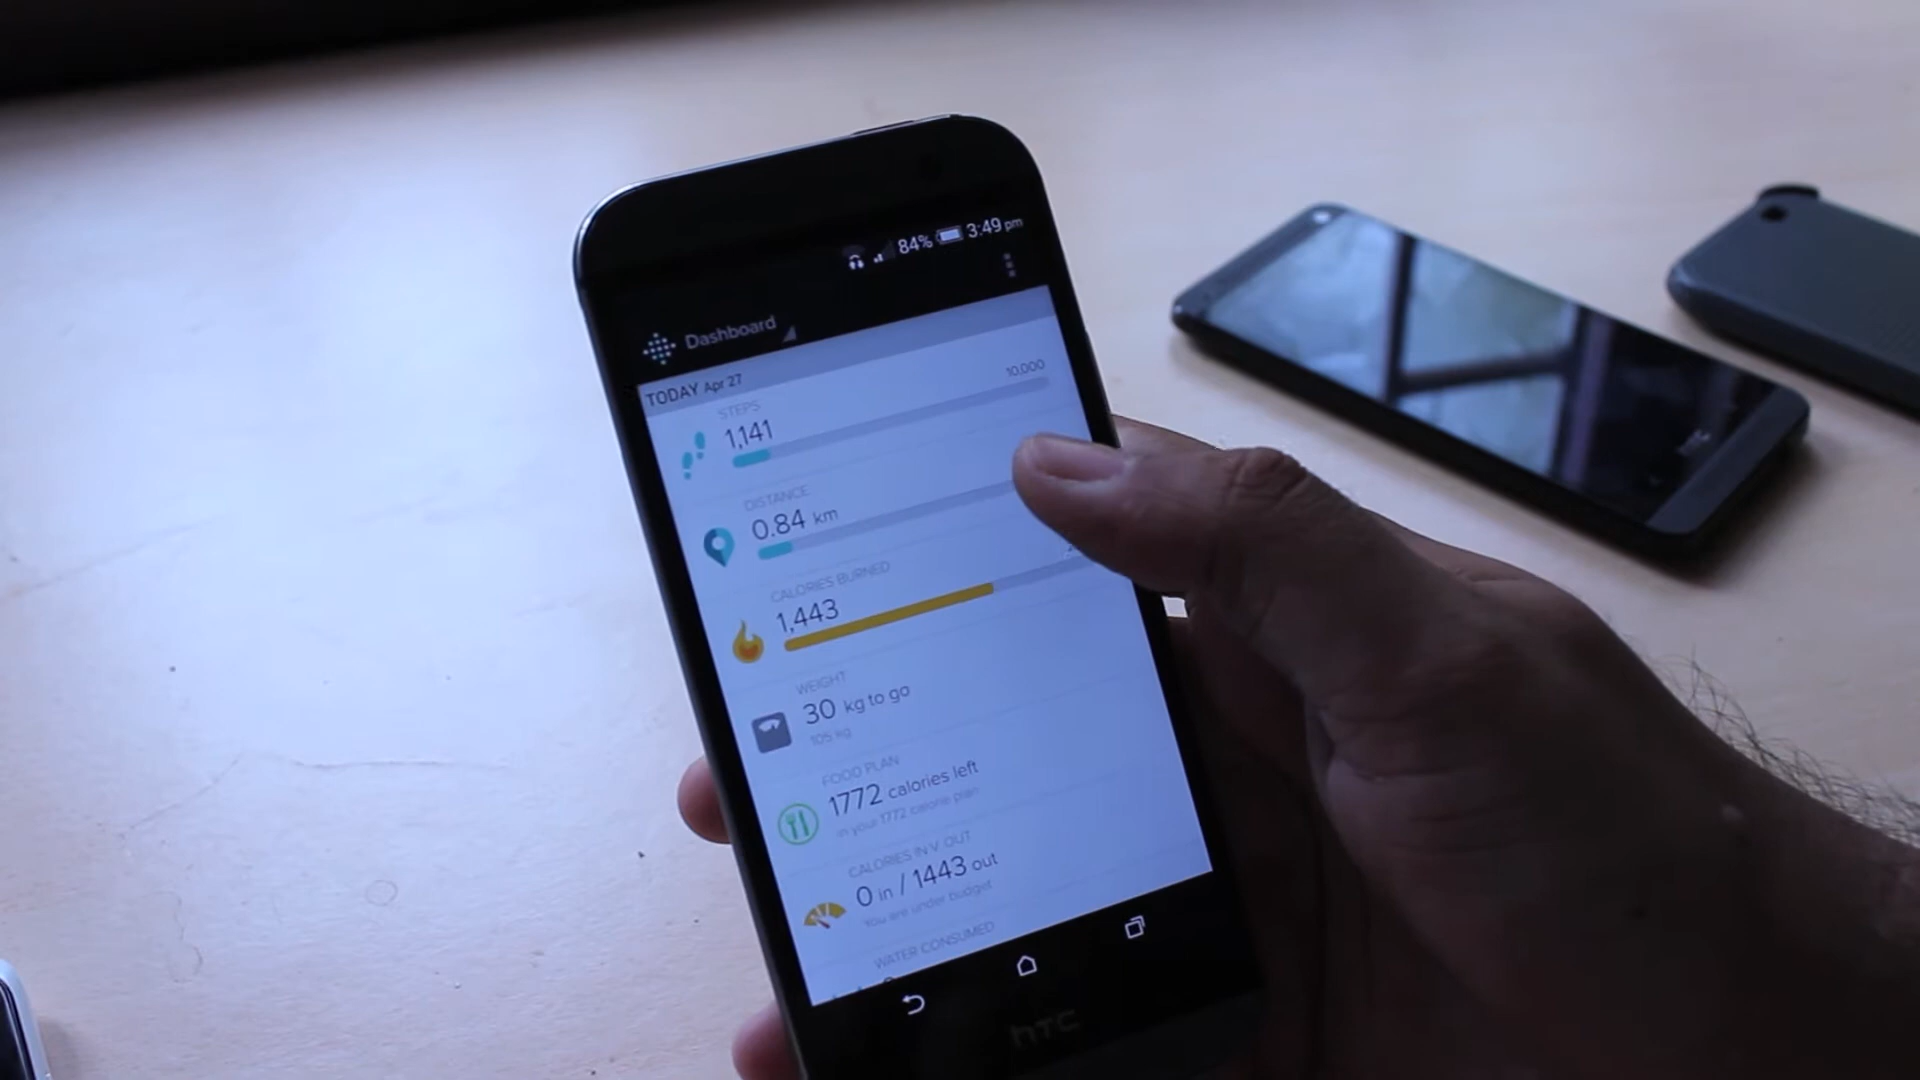 84% 3:49 pm
Dashboard
TODAY Apr 27
STEPS
1,141
10,000
DISTANCE
0.84 km
CALORIES BURNED
1,443
WEIGHT
30 kg to go
105 kg
FOOD PLAN
1772 calories left
in your 1772 calorie plan
CALORIES IN V OUT
0 in / 1443 out
You are under budget
WATER CONSUMED
hTC